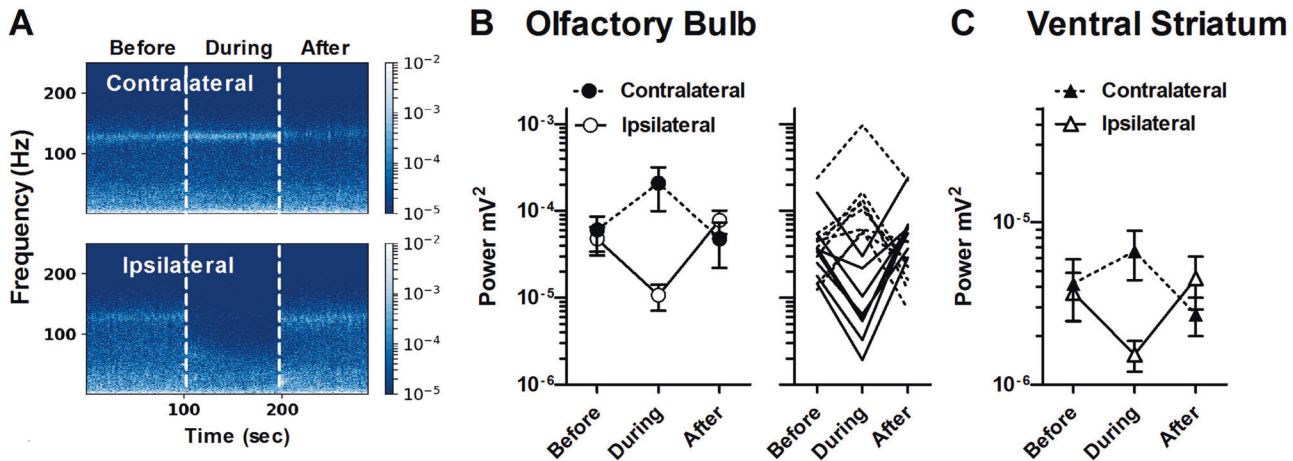 A
Before During After
Contralateral
Ipsilateral
200
100
200
100
Frequency (Hz)
100 200
Time (sec)
10⁻²
10⁻³
10⁻⁴
10⁻⁵
10⁻²
10⁻³
10⁻⁴
10⁻⁵
B Olfactory Bulb
Contralateral
Ipsilateral
Power mV²
10⁻³
10⁻⁴
10⁻⁵
10⁻⁶
Before During After
Power mV²
Before During After
C Ventral Striatum
Contralateral
Ipsilateral
Power mV²
10⁻⁵
10⁻⁶
Before During After